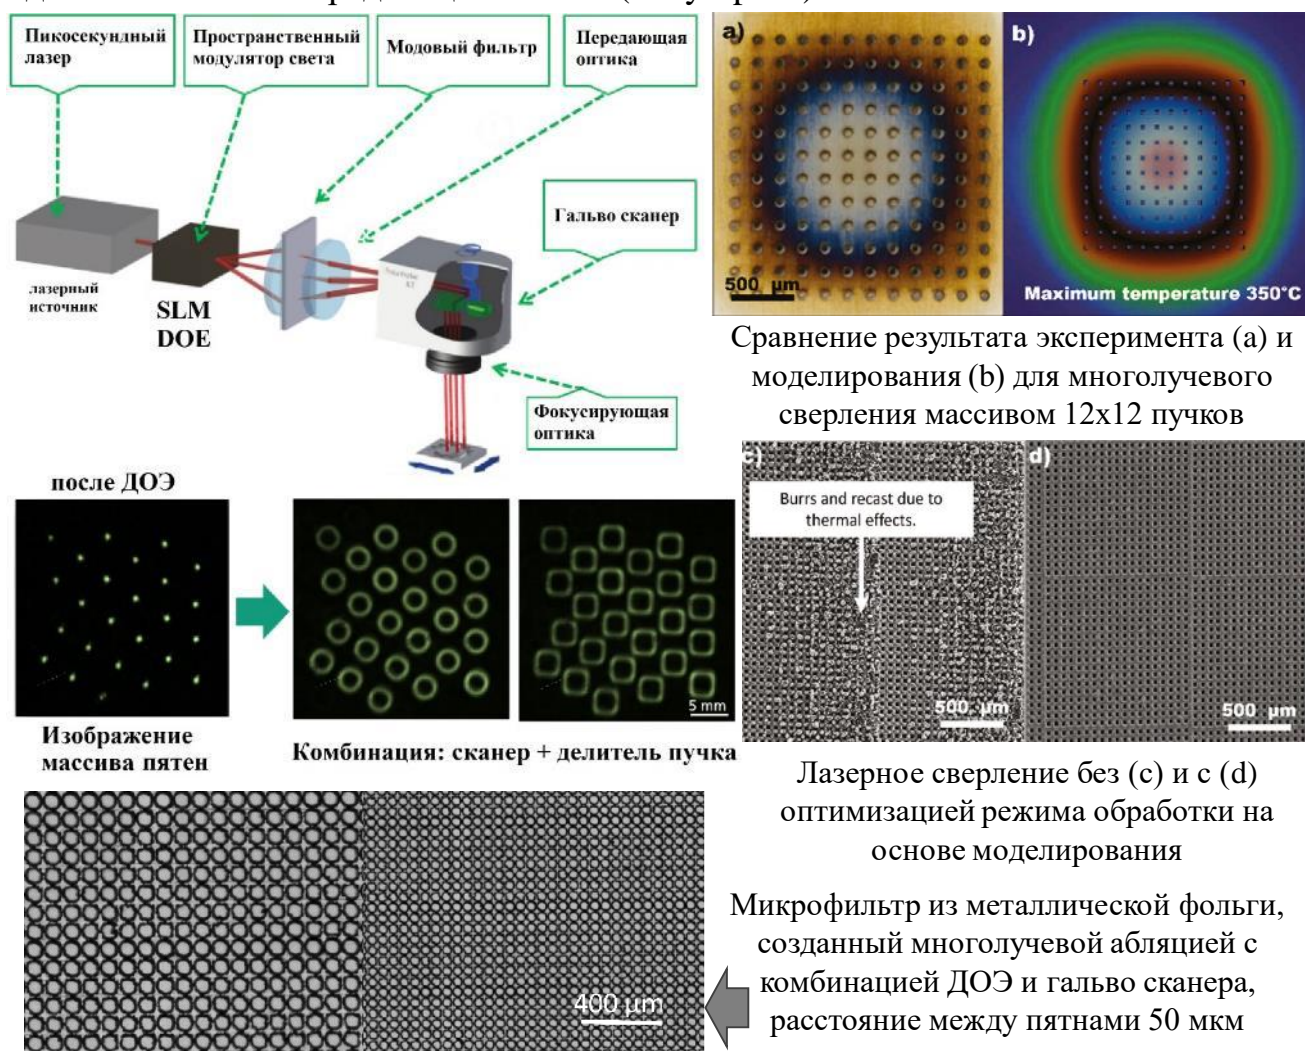 Пикосекундный
лазер
Пространственный
модулятор света
Модовый фильтр
Передающая
оптика
Гальво сканер
лазерный
источник
SLM
DOE
Фокусирующая
оптика
a)
500 µm
b)
Maximum temperature 350°C
Сравнение результата эксперимента (a) и
моделирования (b) для многолучевого
сверления массивом 12x12 пучков
после ДОЭ
5 mm
Изображение
массива пятен
Комбинация: сканер + делитель пучка
c)
Burrs and recast due to
thermal effects.
500 µm
d)
500 µm
Лазерное сверление без (c) и с (d)
оптимизацией режима обработки на
основе моделирования
400 µm
Микрофильтр из металлической фольги,
созданный многолучевой абляцией с
комбинацией ДОЭ и гальво сканера,
расстояние между пятнами 50 мкм